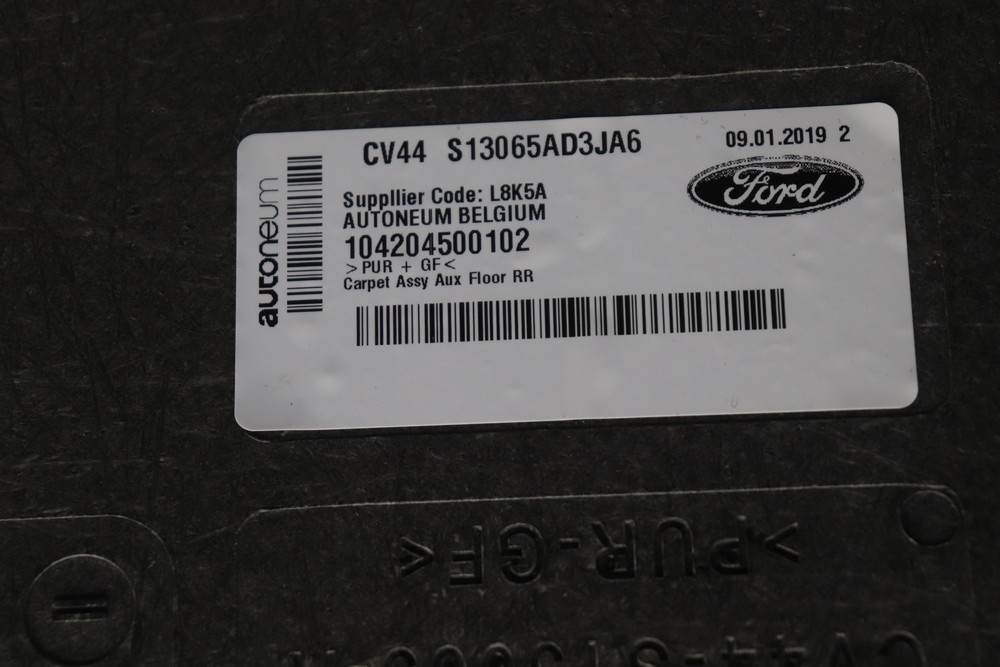 CV44 S13065AD3JA6
09.01.2019 2
Ford
autoneum
Suppllier Code: L8K5A
AUTONEUM BELGIUM
104204500102
>PUR + GF<
Carpet Assy Aux Floor RR
>PUR-GF<